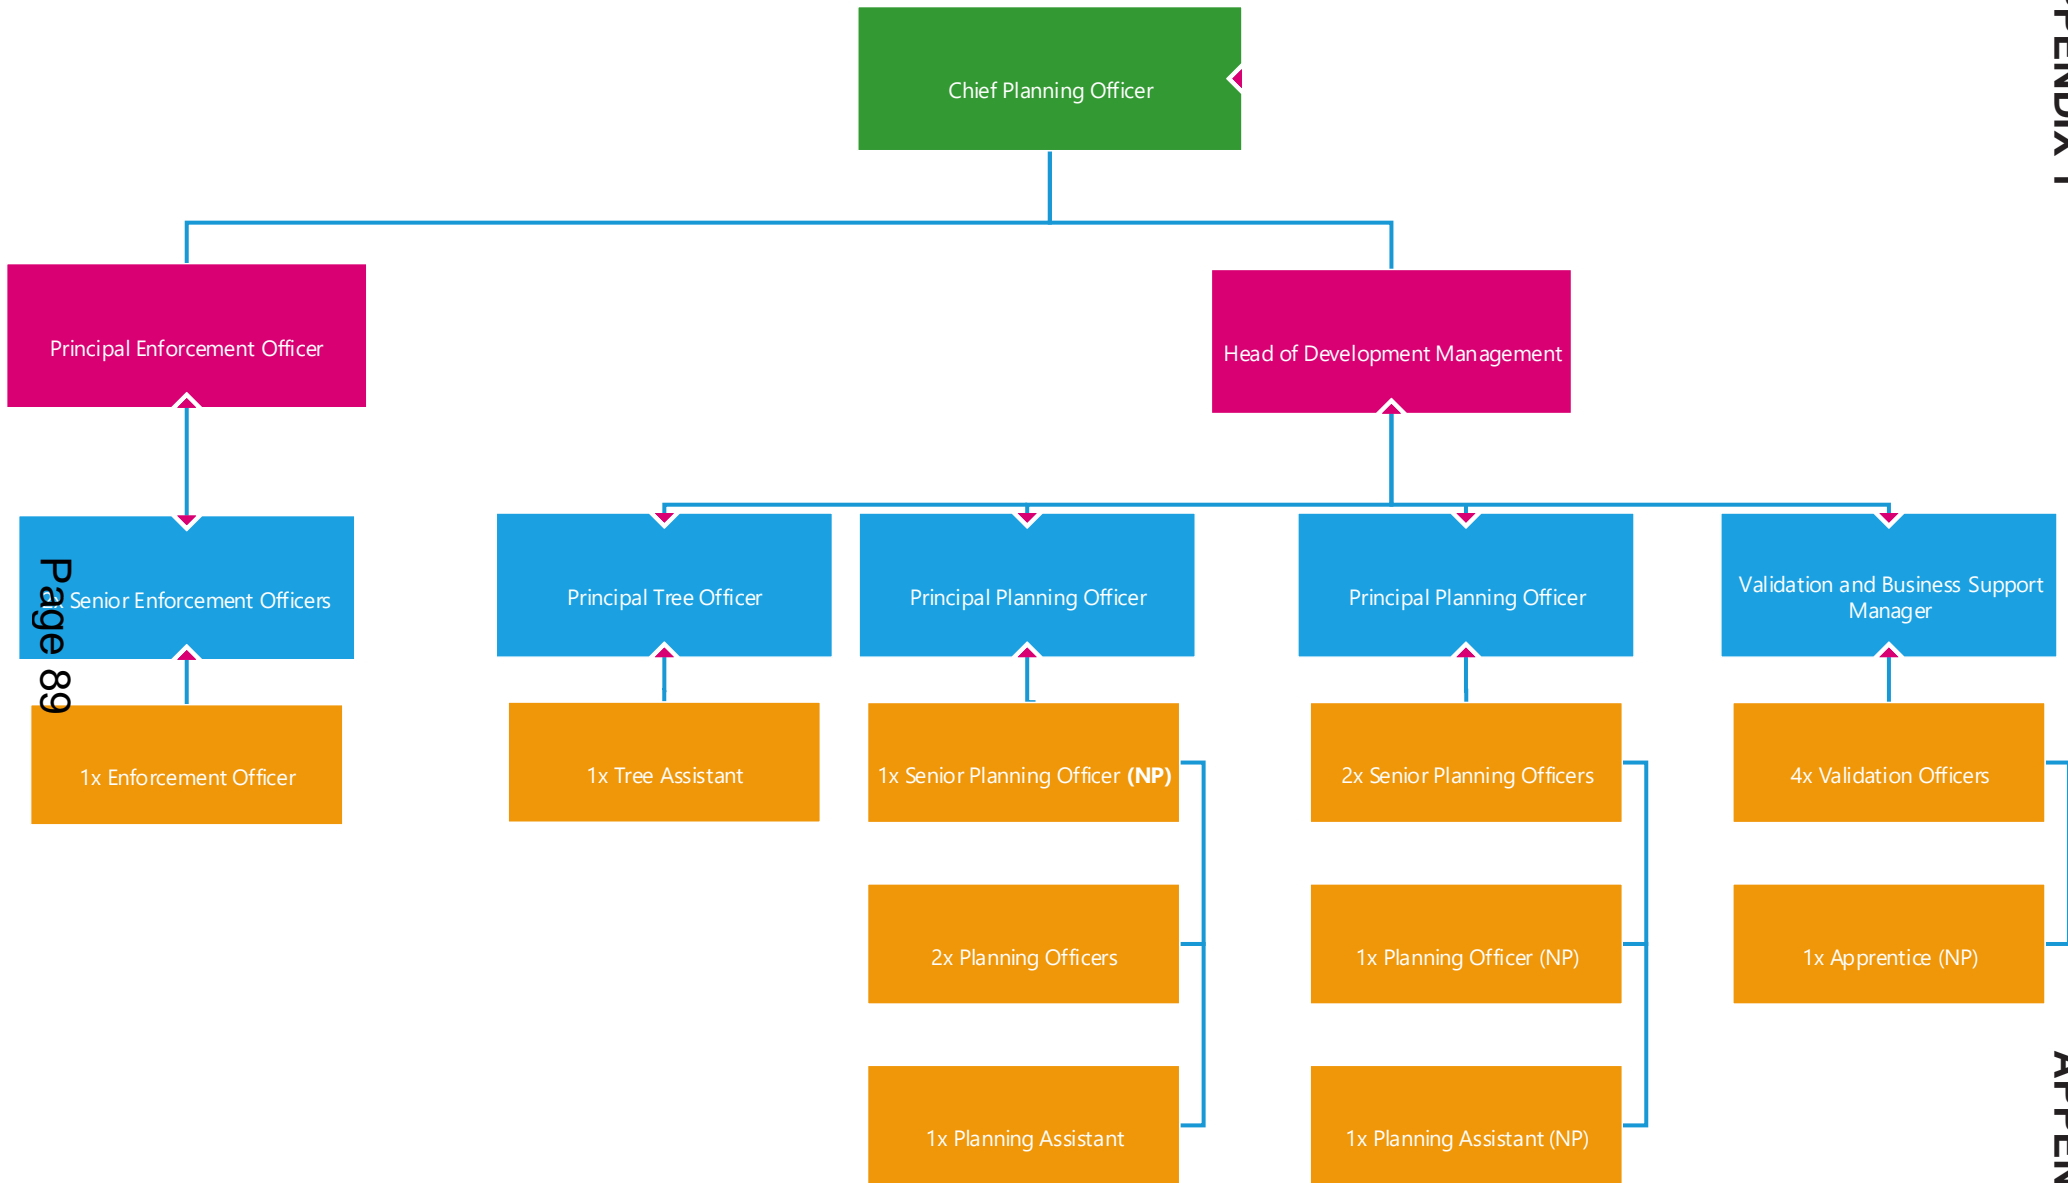 Chief Planning Officer
Principal Enforcement Officer
Head of Development Management
Senior Enforcement Officers
Principal Tree Officer
Principal Planning Officer
Principal Planning Officer
Validation and Business Support
Manager
1x Enforcement Officer
1x Tree Assistant
1x Senior Planning Officer (NP)
2x Senior Planning Officers
4x Validation Officers
2x Planning Officers
1x Planning Officer (NP)
1x Apprentice (NP)
1x Planning Assistant
1x Planning Assistant (NP)
Page 89